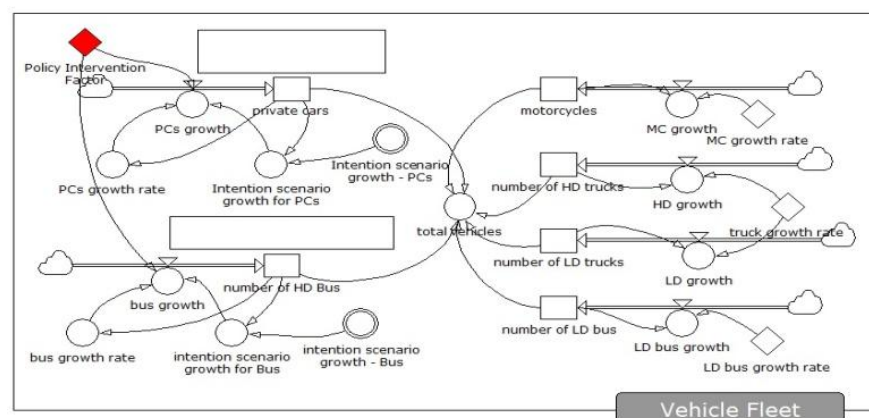 Policy Intervention
Factor
private cars
PCs growth
PCs growth rate
Intention scenario
growth for PCs
Intention scenario
growth - PCs
number of HD Bus
bus growth
bus growth rate
intention scenario
growth for Bus
intention scenario
growth - Bus
total vehicles
motorcycles
MC growth
MC growth rate
number of HD trucks
HD growth
truck growth rate
number of LD trucks
LD growth
number of LD bus
LD bus growth
LD bus growth rate
Vehicle Fleet